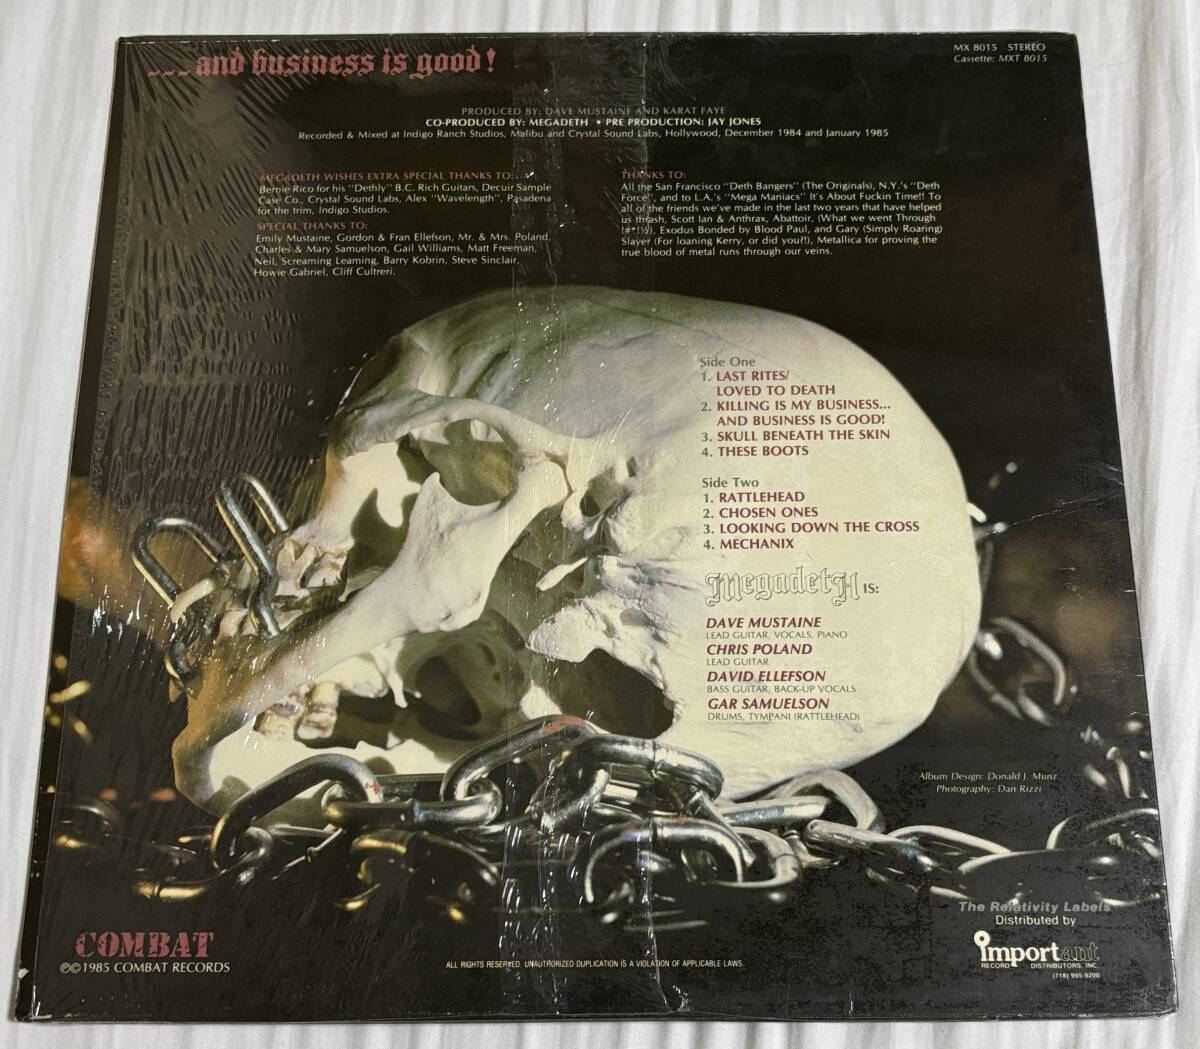 ...and business is good!
MX 8015 STEREO
Cassette: MXT 8015
PRODUCED BY: DAVE MUSTAINE AND KARAT FAYE
CO-PRODUCED BY: MEGADETH • PRE PRODUCTION: JAY JONES
Recorded & Mixed at Indigo Ranch Studios, Malibu and Crystal Sound Labs, Hollywood, December 1984 and January 1985
MEGADETH WISHES EXTRA SPECIAL THANKS TO:...
Bernie Rico for his "Dethly" B.C. Rich Guitars, Decuir Sample
Case Co., Crystal Sound Labs, Alex "Wavelength", Pasadena
for the trim, Indigo Studios.
SPECIAL THANKS TO:
Emily Mustaine, Gordon & Fran Ellefson, Mr. & Mrs. Poland,
Charles & Mary Samuelson, Gail Williams, Matt Freeman,
Neil, Screaming Leaming, Barry Kobrin, Steve Sinclair,
Howie Gabriel, Cliff Cultreri.
THANKS TO:
All the San Francisco "Deth Bangers" (The Originals), N.Y.'s "Deth
Force", and to L.A.'s "Mega Maniacs" It's About Fuckin Time!! To
all of the friends we've made in the last two years that have helped
us thrash, Scott Ian & Anthrax, Abattoir, (What we went Through
!#*!½), Exodus Bonded by Blood Paul, and Gary (Simply Roaring)
Slayer (For loaning Kerry, or did you?!), Metallica for proving the
true blood of metal runs through our veins.
Side One
1. LAST RITES/
LOVED TO DEATH
2. KILLING IS MY BUSINESS...
AND BUSINESS IS GOOD!
3. SKULL BENEATH THE SKIN
4. THESE BOOTS
Side Two
1. RATTLEHEAD
2. CHOSEN ONES
3. LOOKING DOWN THE CROSS
4. MECHANIX
MegadetH IS:
DAVE MUSTAINE
LEAD GUITAR, VOCALS, PIANO
CHRIS POLAND
LEAD GUITAR
DAVID ELLEFSON
BASS GUITAR, BACK-UP VOCALS
GAR SAMUELSON
DRUMS, TYMPANI (RATTLEHEAD)
Album Design: Donald J. Munz
Photography: Dan Rizzi
The Relativity Labels
Distributed by
important
RECORD DISTRIBUTORS, INC.
(718) 995-9200
COMBAT
℗©1985 COMBAT RECORDS
ALL RIGHTS RESERVED. UNAUTHORIZED DUPLICATION IS A VIOLATION OF APPLICABLE LAWS.